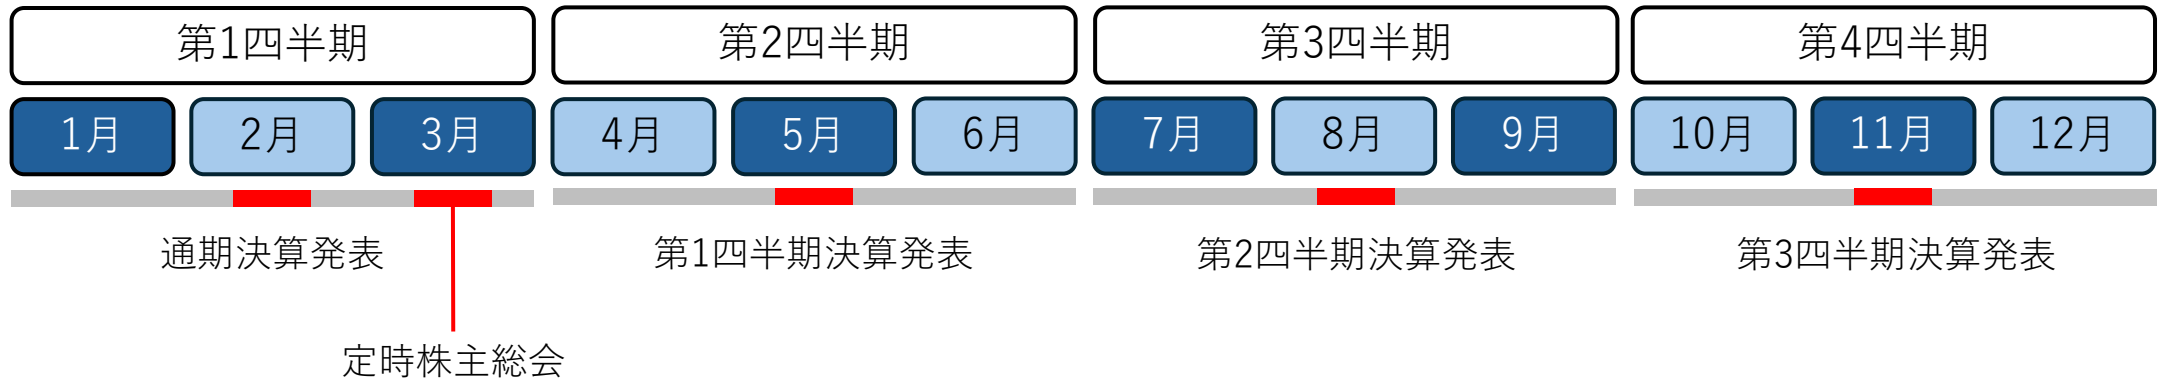 第1四半期
第2四半期
第3四半期
第4四半期
1月
2月
3月
4月
5月
6月
7月
8月
9月
10月
11月
12月
通期決算発表
第1四半期決算発表
第2四半期決算発表
第3四半期決算発表
定時株主総会